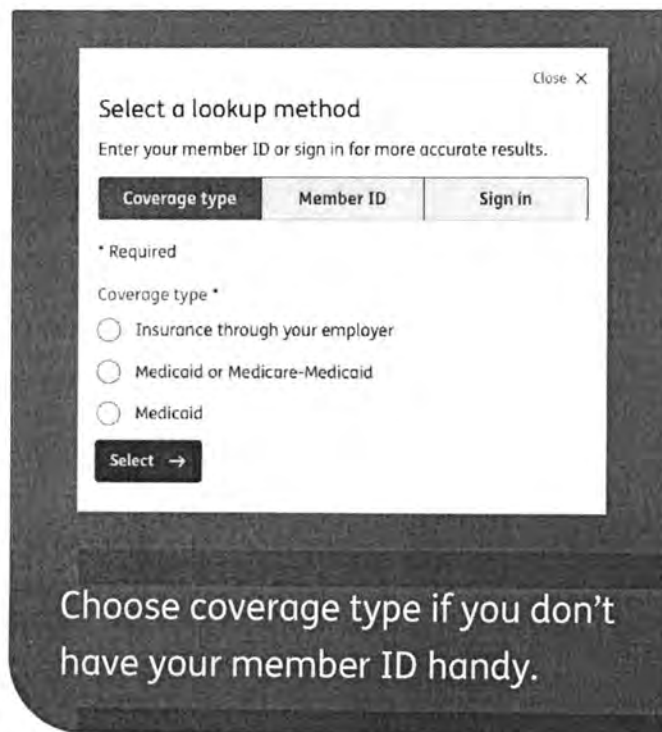 Close ×
Select a lookup method
Enter your member ID or sign in for more accurate results.
Coverage type
Member ID
Sign in
* Required
Coverage type *
Insurance through your employer
Medicaid or Medicare-Medicaid
Medicaid
Select →
Choose coverage type if you don't
have your member ID handy.